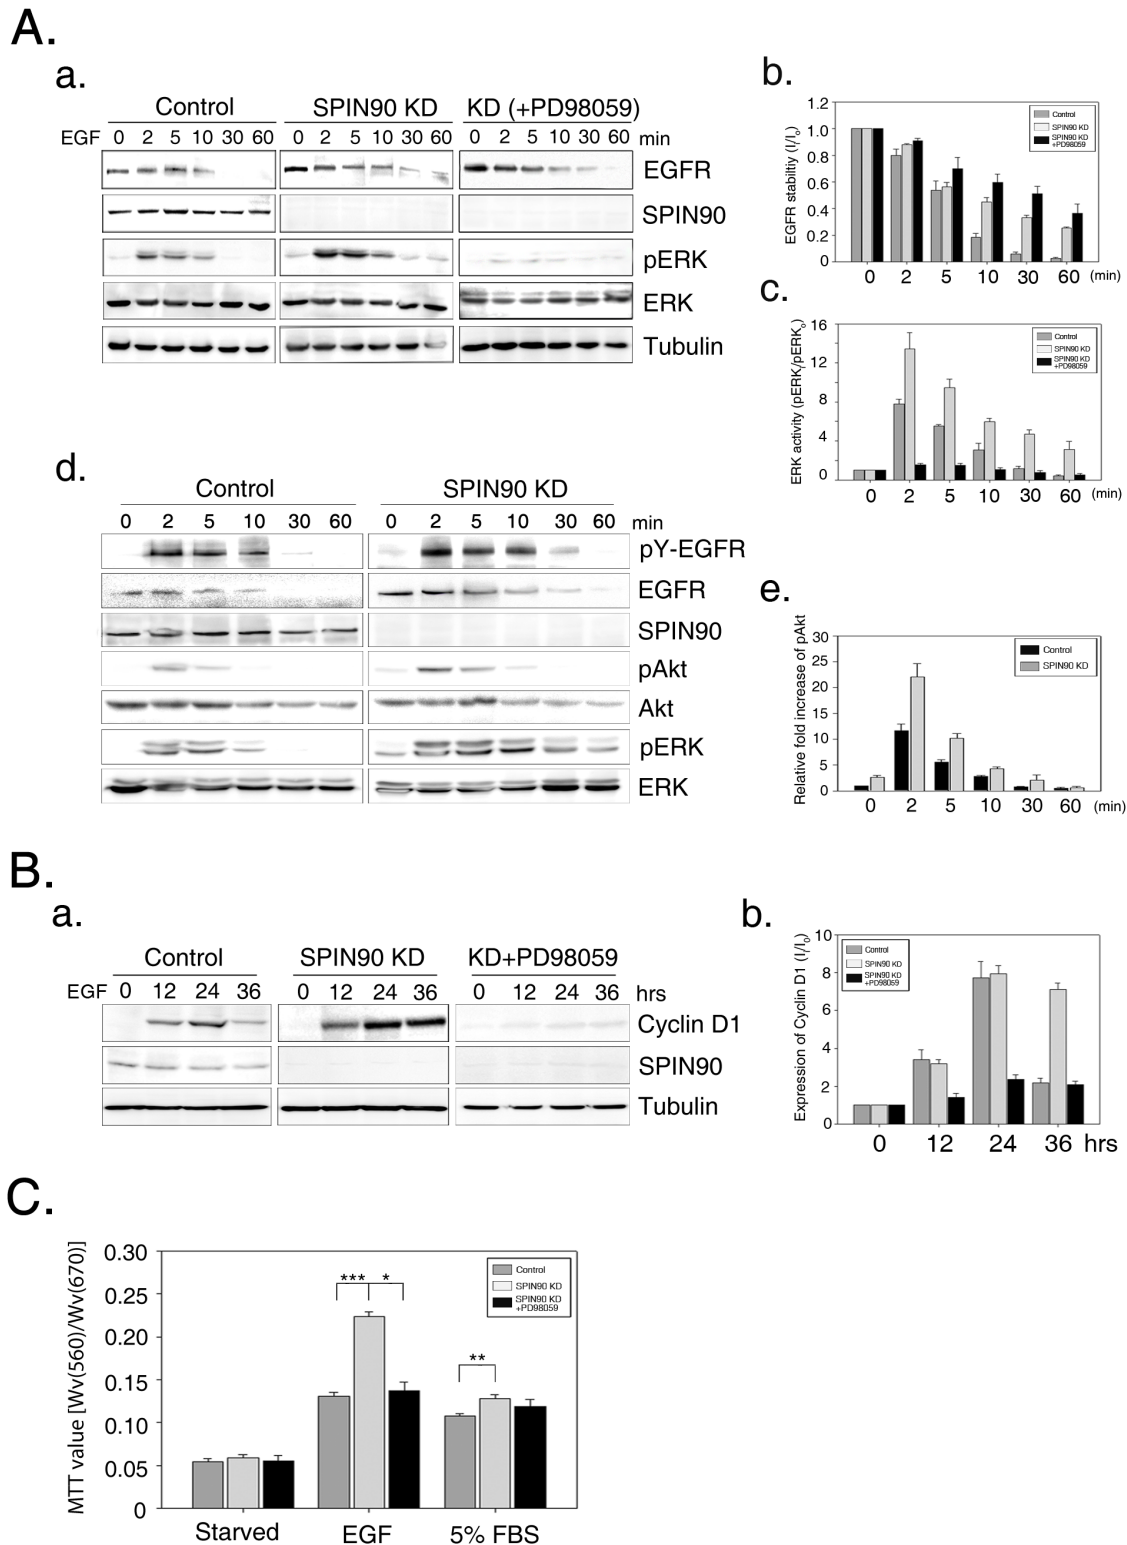 A.
a.
Control SPIN90 KD KD (+PD98059)
EGF 0 2 5 10 30 60 0 2 5 10 30 60 0 2 5 10 30 60 min
EGFR
SPIN90
pERK
ERK
Tubulin
b.
EGFR stabiltiy (It/Io)
1.2
1.0
0.8
0.6
0.4
0.2
0
Control
SPIN90 KD
SPIN90 KD
+PD98059
0 2 5 10 30 60 (min)
c.
ERK activity (pERKt/pERKo)
16
12
8
4
0
Control
SPIN90 KD
SPIN90 KD
+PD98059
0 2 5 10 30 60 (min)
d.
Control SPIN90 KD
0 2 5 10 30 60 0 2 5 10 30 60 min
pY-EGFR
EGFR
SPIN90
pAkt
Akt
pERK
ERK
e.
Relative fold increase of pAkt
30
25
20
15
10
5
0
Control
SPIN90 KD
0 2 5 10 30 60 (min)
B.
a.
Control SPIN90 KD KD+PD98059
EGF 0 12 24 36 0 12 24 36 0 12 24 36 hrs
Cyclin D1
SPIN90
Tubulin
b.
Expression of Cyclin D1 (It/Io)
10
8
6
4
2
0
Control
SPIN90 KD
SPIN90 KD
+PD98059
0 12 24 36 hrs
C.
MTT value [Wv(560)/Wv(670)]
0.30
0.25
0.20
0.15
0.10
0.05
0
*** *
**
Control
SPIN90 KD
SPIN90 KD
+PD98059
Starved EGF 5% FBS